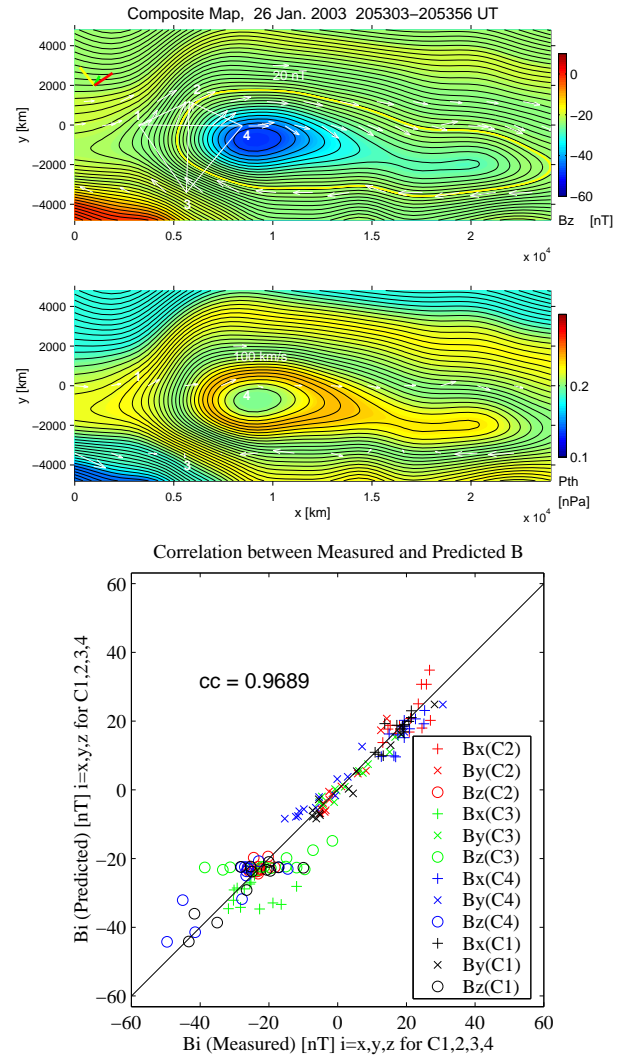 Composite Map, 26 Jan. 2003 205303−205356 UT
4000
2000
0
−2000
−4000
y [km]
20 nT
1
2
3
4
0
0.5
1
1.5
2
x 10^4
0
−20
−40
−60
Bz [nT]
4000
2000
0
−2000
−4000
y [km]
100 km/s
1
4
3
0
0.5
1
1.5
2
x [km]
x 10^4
0.2
0.1
Pth
[nPa]
Correlation between Measured and Predicted B
60
40
20
0
−20
−40
−60
Bi (Predicted) [nT] i=x,y,z for C1,2,3,4
cc = 0.9689
Bx(C2)
By(C2)
Bz(C2)
Bx(C3)
By(C3)
Bz(C3)
Bx(C4)
By(C4)
Bz(C4)
Bx(C1)
By(C1)
Bz(C1)
−60 −40 −20 0 20 40 60
Bi (Measured) [nT] i=x,y,z for C1,2,3,4